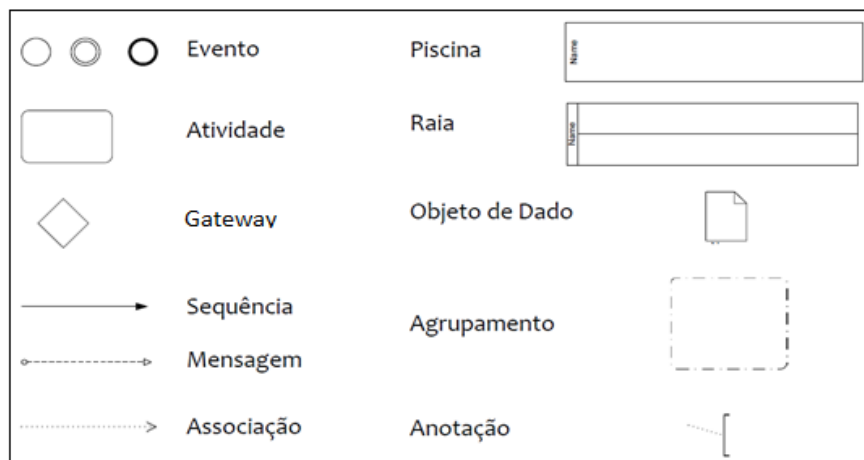 Evento
Atividade
Gateway
Sequência
Mensagem
Associação
Piscina
Name
Raia
Name
Objeto de Dado
Agrupamento
Anotação